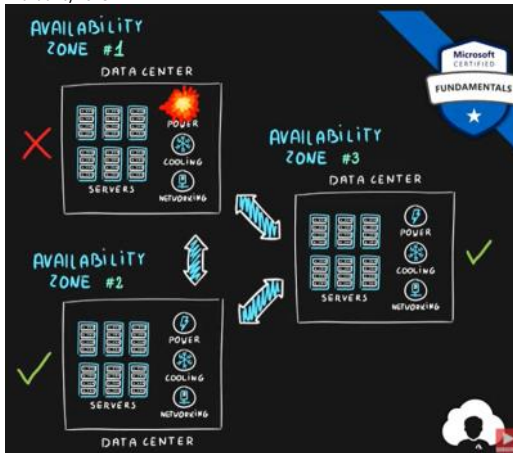 AVAILABILITY
ZONE #1
DATA CENTER
POWER
COOLING
NETWORKING
SERVERS
Microsoft
CERTIFIED
FUNDAMENTALS
AVAILABILITY
ZONE #3
DATA CENTER
POWER
COOLING
NETWORKING
SERVERS
AVAILABILITY
ZONE #2
POWER
COOLING
NETWORKING
SERVERS
DATA CENTER